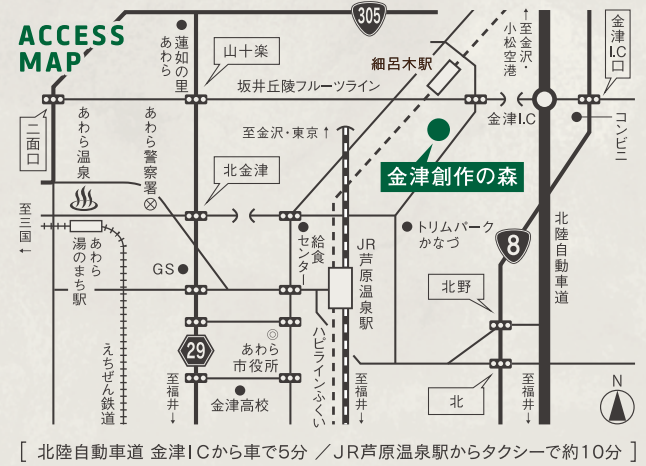 ACCESS
MAP
305
蓮如の里
あわら
山十楽
細呂木駅
至金沢・
小松空港
金津
I.C
口
坂井丘陵フルーツライン
二面口
あわら温泉
あわら警察署
至金沢・東京↑
金津I.C
コンビニ
北金津
金津創作の森
至三国
←
あわら
湯のまち駅
GS
給食
センター
JR
芦原温泉駅
トリムパーク
かなづ
8
北陸自動車道
北野
えちぜん鉄道
29
あわら
市役所
ハピラインふくい
至福井
↓
金津高校
至福井
↓
北
至福井
↓
N
[ 北陸自動車道 金津ICから車で5分 ／JR芦原温泉駅からタクシーで約10分 ]